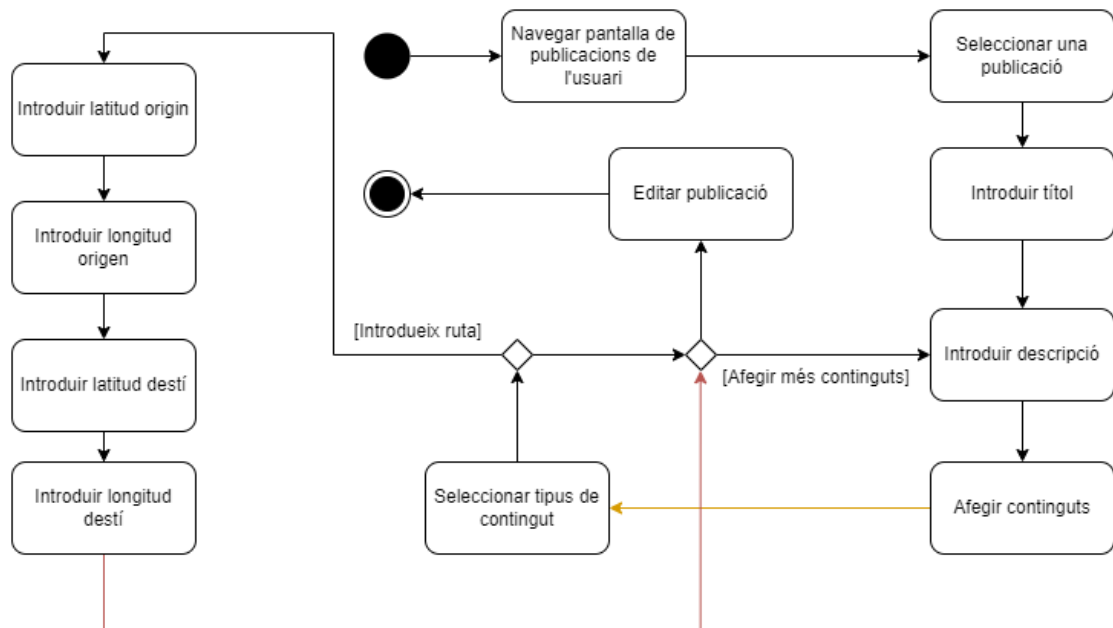 Navegar pantalla de
publicacions de
l'usuari
Seleccionar una
publicació
Introduir latitud origin
Editar publicació
Introduir títol
Introduir longitud
origen
[Introdueix ruta]
Introduir descripció
[Afegir més continguts]
Introduir latitud destí
Introduir longitud
destí
Seleccionar tipus de
contingut
Afegir continguts